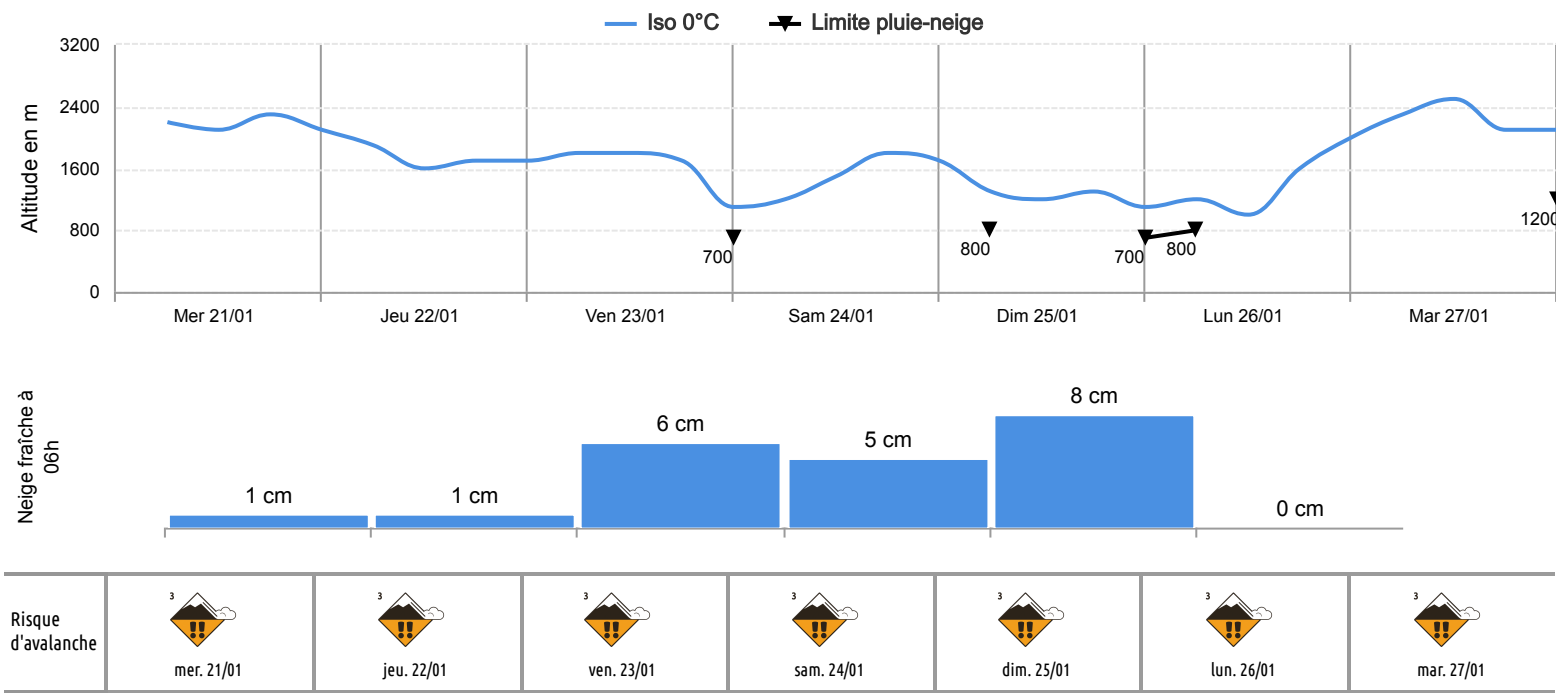 Iso 0°C Limite pluie-neige
3200
2400
1600
800
0
Altitude en m
700
800
700
800
1200
Mer 21/01 Jeu 22/01 Ven 23/01 Sam 24/01 Dim 25/01 Lun 26/01 Mar 27/01
Neige fraîche à
06h
1 cm 1 cm 6 cm 5 cm 8 cm 0 cm
Risque
d'avalanche
3 3 3 3 3 3 3
!! !! !! !! !! !! !!
mer. 21/01 jeu. 22/01 ven. 23/01 sam. 24/01 dim. 25/01 lun. 26/01 mar. 27/01